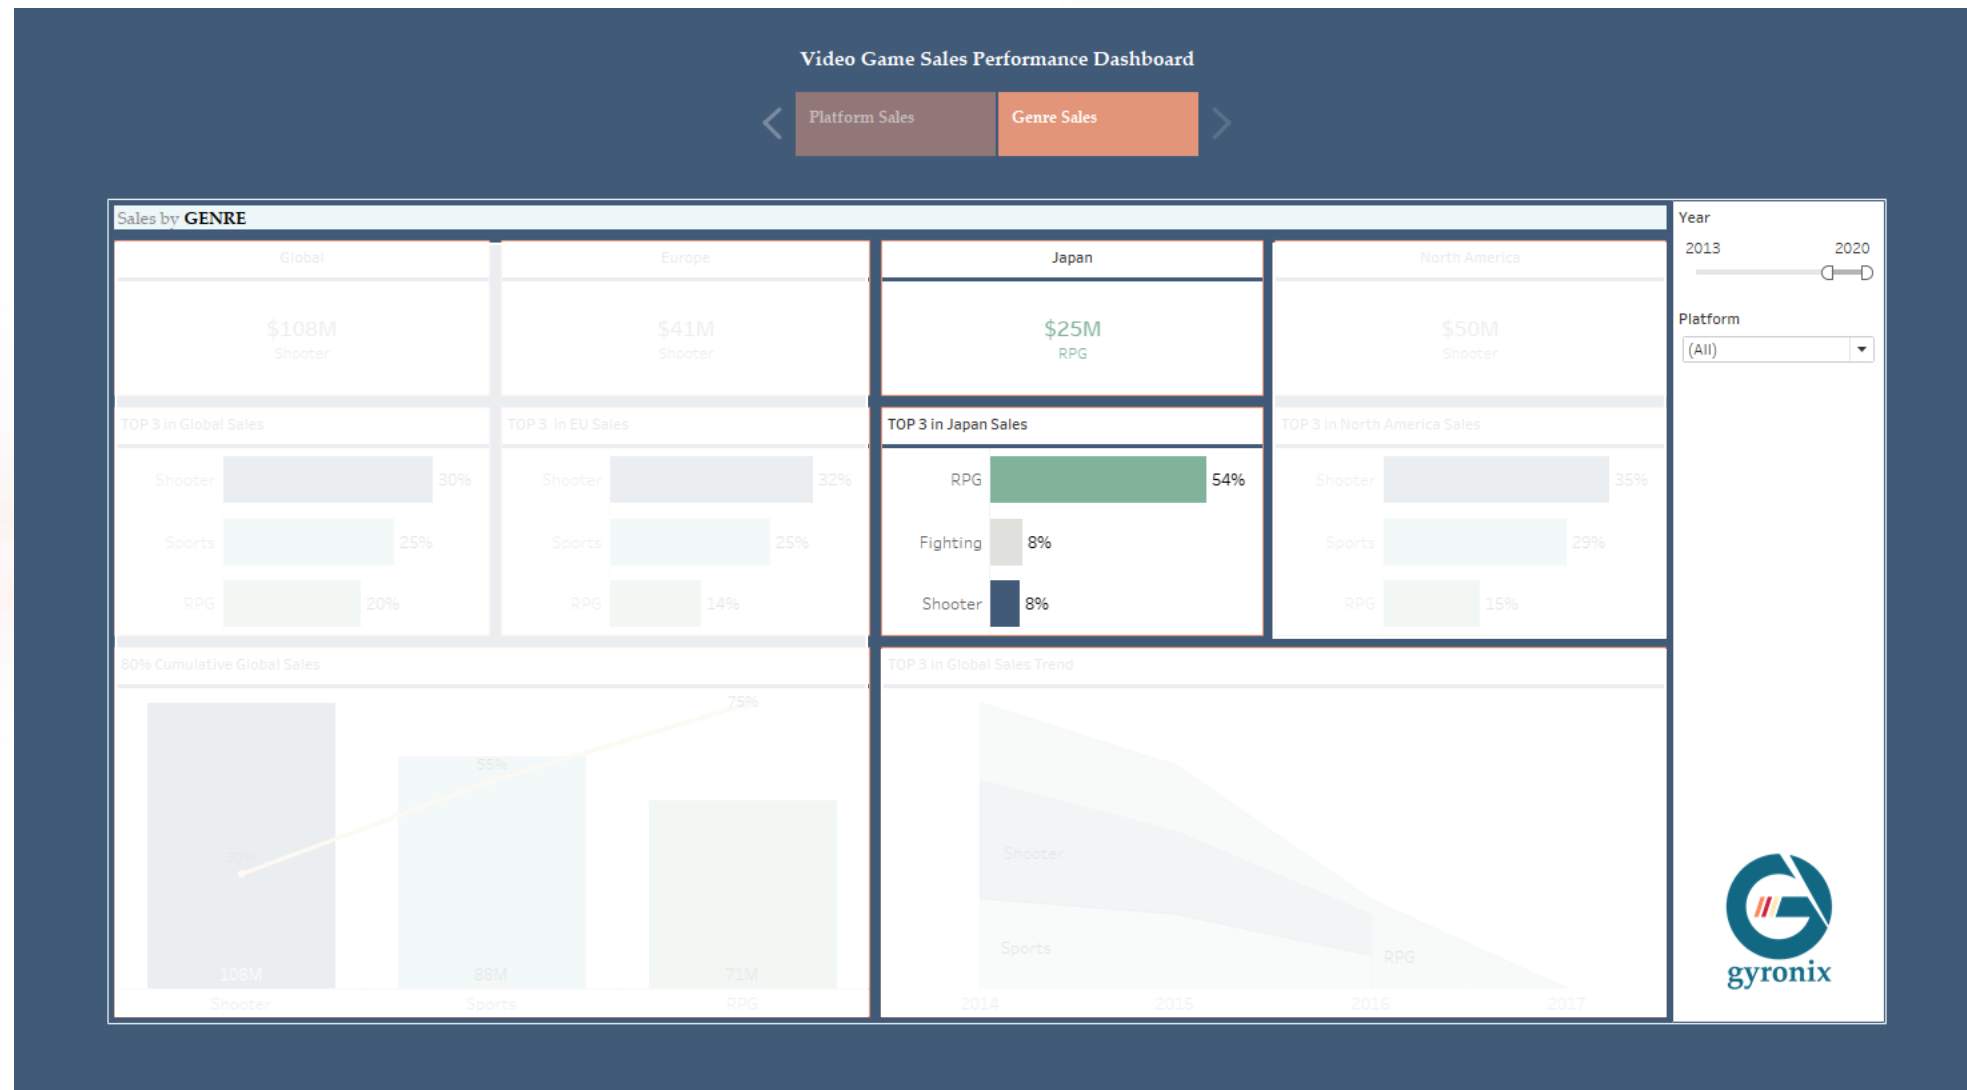 Video Game Sales Performance Dashboard
Platform Sales
Genre Sales
Sales by GENRE
Global
Europe
Japan
North America
$108M
Shooter
$41M
Shooter
$25M
RPG
$50M
Shooter
TOP 3 in Global Sales
Shooter 30%
Sports 25%
RPG 20%
TOP 3 in EU Sales
Shooter 32%
Sports 25%
RPG 14%
TOP 3 in Japan Sales
RPG 54%
Fighting 8%
Shooter 8%
TOP 3 in North America Sales
Shooter 35%
Sports 29%
RPG 15%
80% Cumulative Global Sales
30%
55%
75%
108M
88M
71M
Shooter
Sports
RPG
TOP 3 in Global Sales Trend
Shooter
Sports
RPG
2014
2015
2016
2017
Year
2013 2020
Platform
(All)
gyronix